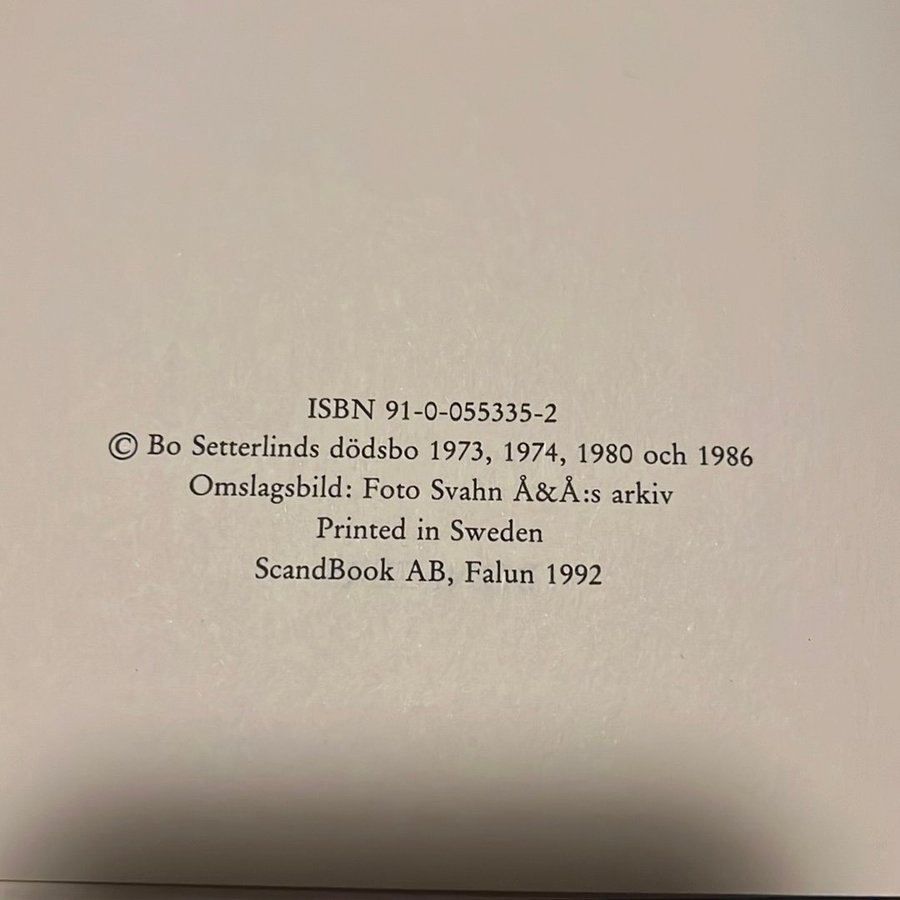 ISBN 91-0-055335-2
© Bo Setterlinds dödsbo 1973, 1974, 1980 och 1986
Omslagsbild: Foto Svahn Å&Å:s arkiv
Printed in Sweden
ScandBook AB, Falun 1992